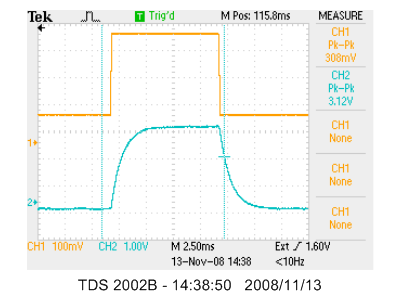 Tek T Trig'd M Pos: 115.8ms MEASURE
CH1
Pk-Pk
308mV
CH2
Pk-Pk
3.12V
CH1
None
CH1
None
CH1
None
1
2
CH1 100mV CH2 1.00V M 2.50ms Ext 1.60V
13-Nov-08 14:38 <10Hz
TDS 2002B - 14:38:50 2008/11/13